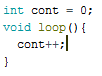 int cont = 0;
void loop(){
  cont++;
}